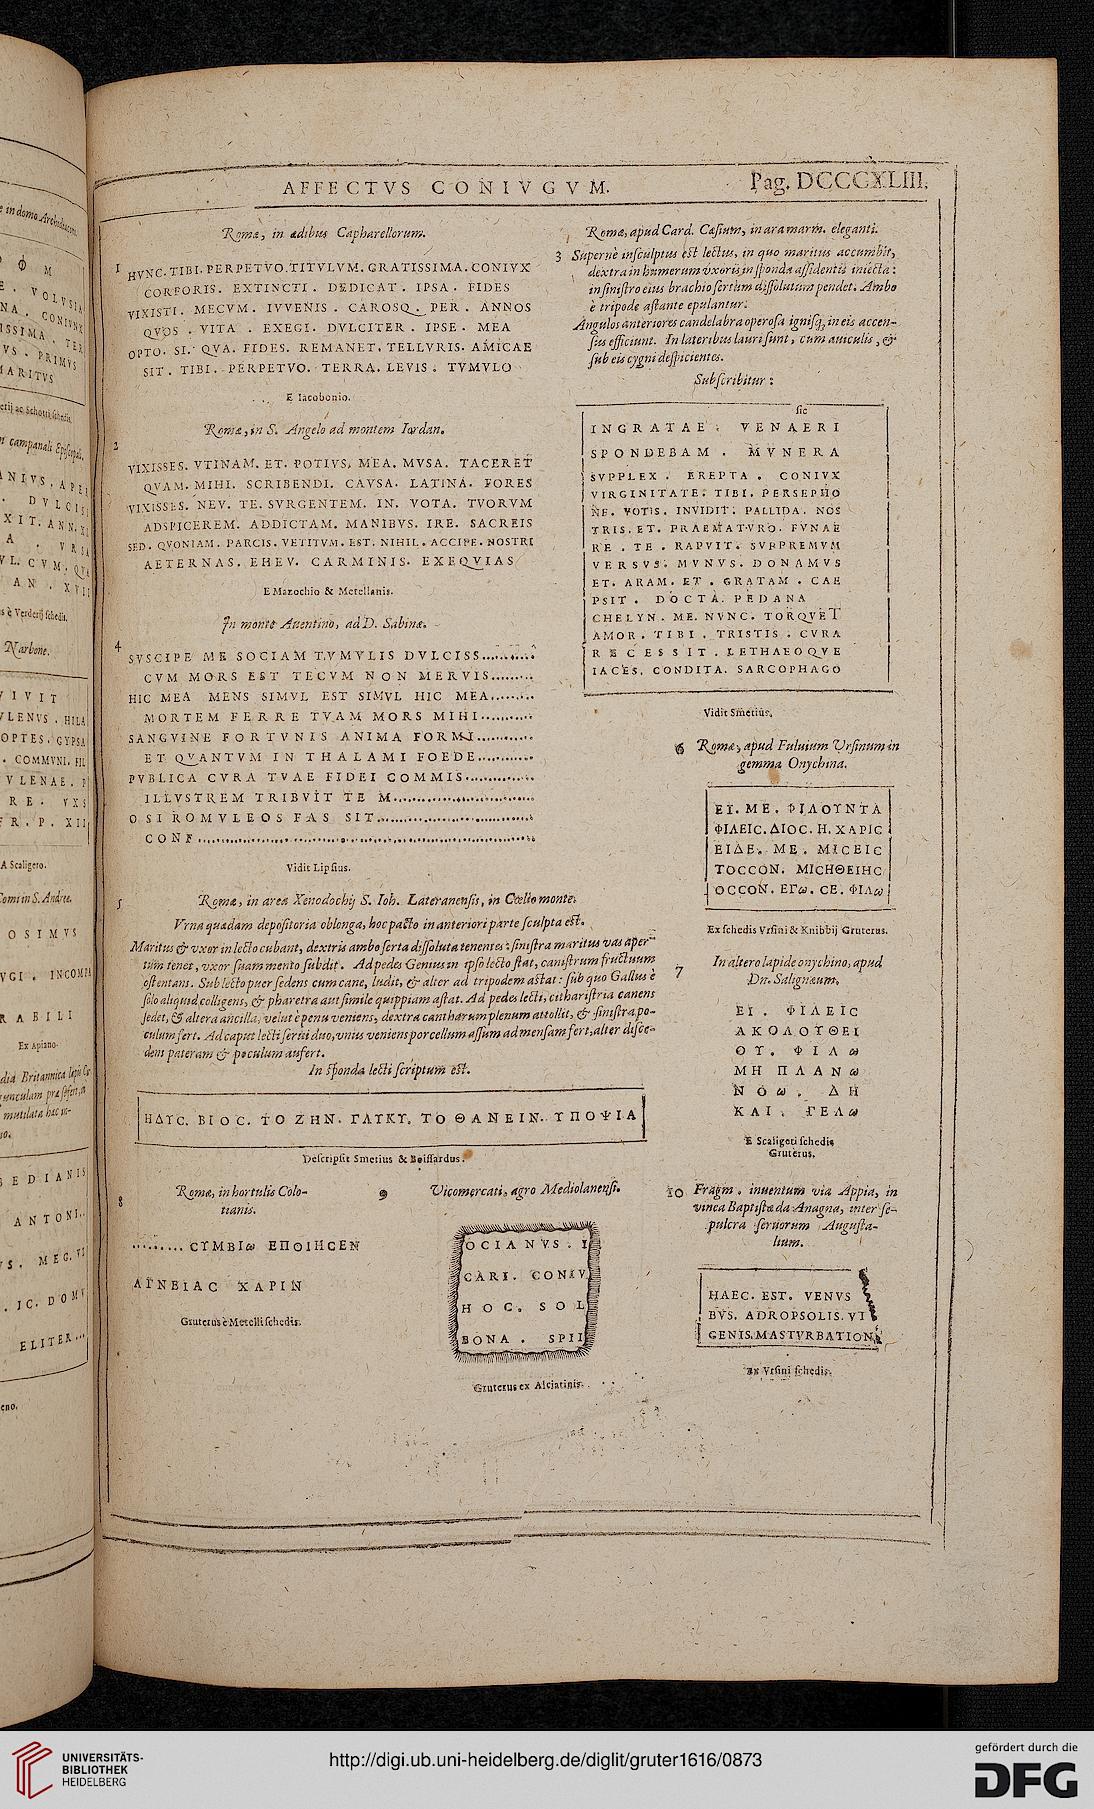 AFFECTVS CONIVGVM.
Pag. DCCCXLIII.
Romæ, in ædibus Capharellorum.
1
HVNC. TIBI. PERPETVO. TITVLVM. GRATISSIMA. CONIVX
CORPORIS. EXTINCTI. DEDICAT. IPSA. FIDES
VIXISTI. MECVM. IVVENIS. CAROSQ. PER. ANNOS
QVOS. VITA. EXEGI. DVLCITER. IPSE. MEA
OPTO. SI. QVA. FIDES. REMANET. TELLVRIS. AMICAE
SIT. TIBI. PERPETVO. TERRA. LEVIS. TVMVLO
E Iacobonio.
Romæ, in S. Angelo ad montem Iordan.
2
VIXISSES. VTINAM. ET. POTIVS. MEA. MVSA. TACERET
QVAM. MIHI. SCRIBENDI. CAVSA. LATINA. FORES
VIXISSES. NEV. TE. SVRGENTEM. IN. VOTA. TVORVM
ADSPICEREM. ADDICTAM. MANIBVS. IRE. SACREIS
SED. QVONIAM. PARCIS. VETITVM. EST. NIHIL. ACCIPE. NOSTRI
AETERNAS. EHEV. CARMINIS. EXEQVIAS
E Mazochio & Metellanis.
In monte Auentino, ad D. Sabinæ.
4
SVSCIPE ME SOCIAM TVMVLIS DVLCISS..........
CVM MORS EST TECVM NON MERVIS.........
HIC MEA MENS SIMVL EST SIMVL HIC MEA........
MORTEM FERRE TVAM MORS MIHI..........
SANGVINE FORTVNIS ANIMA FORMA...........
ET QVANTVM IN THALAMI FOEDE...........
PVBLICA CVRA TVAE FIDEI COMMIS.............
ILLVSTREM TRIBVIT TE M........................
O SI ROMVLEOS FAS SIT..........................
CONF..................................................
Vidit Lipsius.
5
Romæ, in area Xenodochij S. Ioh. Lateranensis, in Cœlio monte.
Vrna quædam depositoria oblonga, hoc pacto in anteriori parte sculpta est.
Maritus & vxor in lecto cubant, dextris ambo serta dissoluta tenentes: sinistra maritus vas aper-
tum tenet, vxor suam mento subdit. Ad pedes Genius in ipso lecto stat, canistrum fructuum
ostentans. Sub lecto puer sedens cum cane, ludit, & alter ad tripodem astat: sub quo Gallus è
solo aliquid colligens, & pharetra aut simile quippiam astat. Ad pedes lecti, citharistria canens
sedet, & altera ancilla, velut è penu veniens, dextra cantharum plenum attollit, & sinistra po-
culum fert. Ad caput lecti serui duo, vnus veniens porcellum assum ad mensam fert, alter disce-
dens pateram & poculum aufert.
In sponda lecti scriptum est.
ΗΔΥC. ΒΙΟC. ΤΟ ΖΗΝ. ΓΛΥΚΥ. ΤΟ ΘΑΝΕΙΝ. ΥΠΟΨΙΑ
Descripsit Smetius & Boissardus.
Romæ, apud Card. Cæsium, in ara marm. eleganti.
3 Supernè insculptus est lectus, in quo maritus accumbit,
dextra in humerum vxoris in sponda assidentis iniecta:
in sinistro eius brachio sertum dissolutum pendet. Ambo
è tripode astante epulantur.
Angulos anteriores candelabra operosa ignisq́; in eis accen-
sus efficiunt. In lateribus lauri sunt, cum auiculis, &
sub eis cygni despicientes.
Subscribitur:
sic
INGRATAE. VENAERI
SPONDEBAM. MVNERA
SVPPLEX. EREPTA. CONIVX
VIRGINITATE. TIBI. PERSEPHO
NE. VOTIS. INVIDIT. PALLIDA. NOS
TRIS. ET. PRAEMATVRO. FVNAE
RE. TE. RAPVIT. SVPPREMVM
VERSVS. MVNVS. DONAMVS
ET. ARAM. ET. GRATAM. CAE
PSIT. DOCTA. PEDANA
CHELYN. ME. NVNC. TORQVET
AMOR. TIBI. TRISTIS. CVRA
RECESSIT. LETHAEOQVE
IACES. CONDITA. SARCOPHAGO
Vidit Smetius.
6 Romæ, apud Fuluium Vrsinum in
gemma Onychina.
ΕΙ. ΜΕ. ΦΙΛΟΥΝΤΑ
ΦΙΛΕΙC. ΔΙΟC. Η. ΧΑΡΙC
ΕΙΔΕ. ΜΕ. ΜΙCΕΙC
ΤΟCCΟΝ. ΜΙCΗΘΕΙΗC
ΟCCΟΝ. ΕΓω. CΕ. ΦΙΛω
Ex schedis Vrsini & Knibbij Gruterus.
7
In altero lapide onychino, apud
Dn. Salignæum.
ΕΙ. ΦΙΛΕΙC
ΑΚΟΛΟΥΘΕΙ
ΟΥ. ΦΙΛω
ΜΗ ΠΛΑΝω
ΝΟω. ΔΗ
ΚΑΙ. ΓΕΛω
E Scaligeri schedis
Gruterus.
8
Romæ, in hortulis Colo-
tianis.
......... CΥΜΒΙω ΕΠΟΙΗCΕΝ
ΑΙΝΕΙΑC ΧΑΡΙΝ
Gruterus è Metelli schedis.
9
Vicomercati, agro Mediolanensi.
OCIANVS. I
CARI. CONIV
HOC. SOL
BONA. SPII
Gruterus ex Alciatinis.
10 Fragm. inuentum via Appia, in
vinea Baptistæ da Anagna, inter se-
pulcra seruorum Augusta-
lium.
HAEC. EST. VENVS
BVS. ADROPSOLIS. VI
GENIS. MASTVRBATION
Ex Vrsini schedis.
UNIVERSITÄTS-
BIBLIOTHEK
HEIDELBERG
http://digi.ub.uni-heidelberg.de/diglit/gruter1616/0873
gefördert durch die
DFG